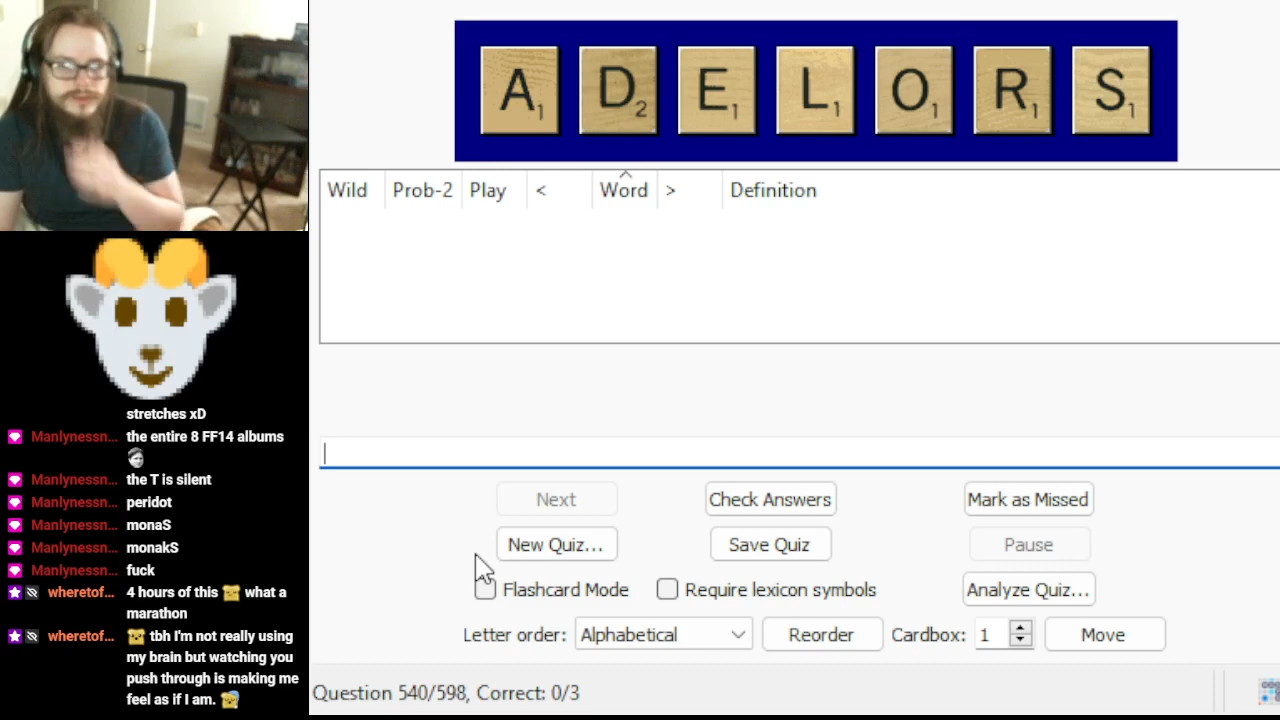 A1 D2 E1 L1 O1 R1 S1
Wild Prob-2 Play < Word > Definition
stretches xD
Manlynessn... the entire 8 FF14 albums
Manlynessn... the T is silent
Manlynessn... peridot
Manlynessn... monaS
Manlynessn... monakS
Manlynessn... fuck
wheretof... 4 hours of this what a
marathon
wheretof... tbh I'm not really using
my brain but watching you
push through is making me
feel as if I am.
Next Check Answers Mark as Missed
New Quiz... Save Quiz Pause
Flashcard Mode Require lexicon symbols Analyze Quiz...
Letter order: Alphabetical Reorder Cardbox: 1 Move
Question 540/598, Correct: 0/3